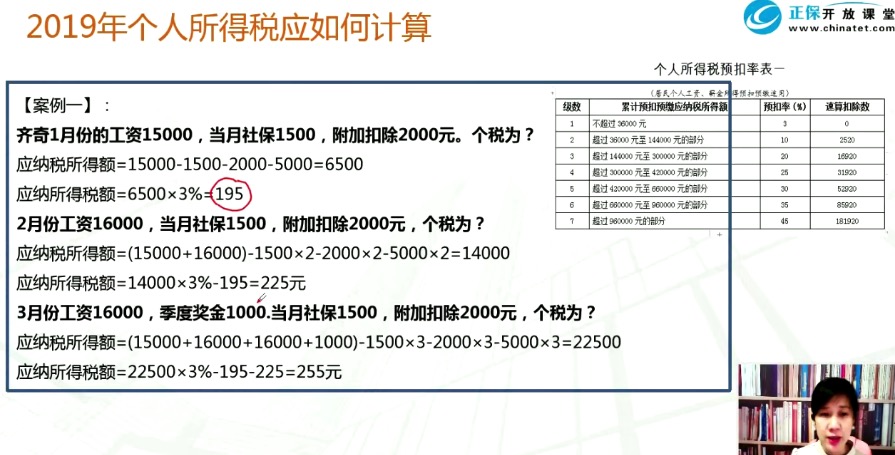 2019年个人所得税应如何计算
正保开放课堂
www.chinatet.com
【案例一】：
齐奇1月份的工资15000，当月社保1500，附加扣除2000元。个税为？
应纳税所得额=15000-1500-2000-5000=6500
应纳所得税额=6500×3%=195
2月份工资16000，当月社保1500，附加扣除2000元，个税为？
应纳税所得额=(15000+16000)-1500×2-2000×2-5000×2=14000
应纳所得税额=14000×3%-195=225元
3月份工资16000，季度奖金1000.当月社保1500，附加扣除2000元，个税为？
应纳税所得额=(15000+16000+16000+1000)-1500×3-2000×3-5000×3=22500
应纳所得税额=22500×3%-195-225=255元
个人所得税预扣率表一
（居民个人工资、薪金所得预扣预缴适用）
级数 累计预扣预缴应纳税所得额 预扣率（%） 速算扣除数
1 不超过 36000 元 3 0
2 超过 36000 元至 144000 元的部分 10 2520
3 超过 144000 元至 300000 元的部分 20 16920
4 超过 300000 元至 420000 元的部分 25 31920
5 超过 420000 元至 660000 元的部分 30 52920
6 超过 660000 元至 960000 元的部分 35 85920
7 超过 960000 元的部分 45 181920